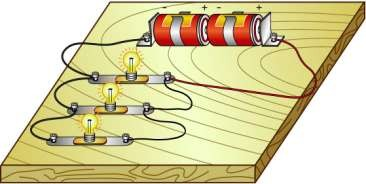 - + - +